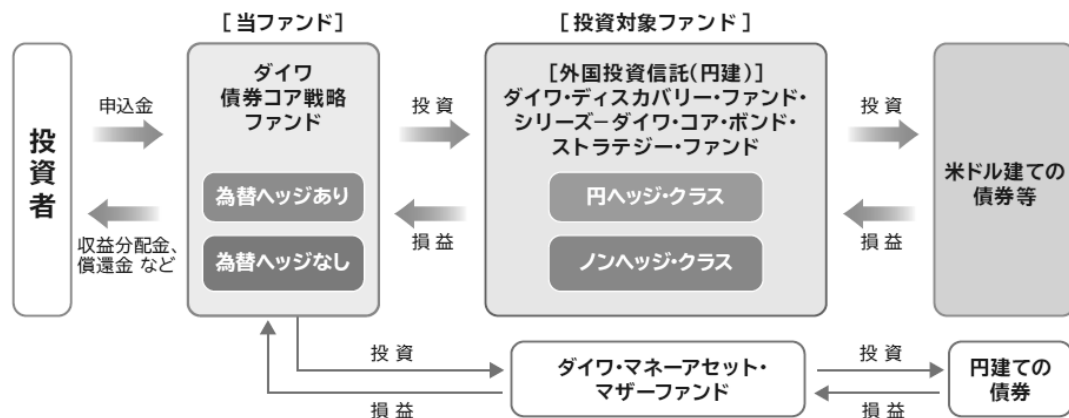 [当ファンド]
[投資対象ファンド]
投資者
申込金
収益分配金、
償還金 など
ダイワ
債券コア戦略
ファンド
為替ヘッジあり
為替ヘッジなし
投 資
損 益
[外国投資信託(円建)]
ダイワ・ディスカバリー・ファンド・
シリーズ－ダイワ・コア・ボンド・
ストラテジー・ファンド
円ヘッジ・クラス
ノンヘッジ・クラス
投 資
損 益
米ドル建ての
債券等
投 資
損 益
ダイワ・マネーアセット・
マザーファンド
投 資
損 益
円建ての
債券